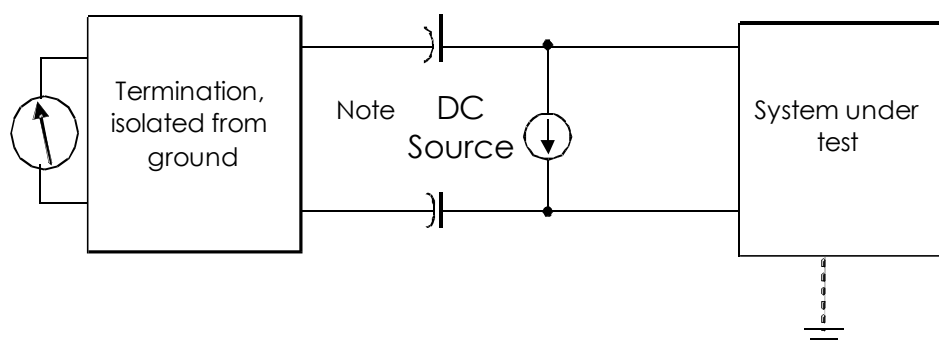 Termination,
isolated from
ground
Note
DC
Source
System under
test